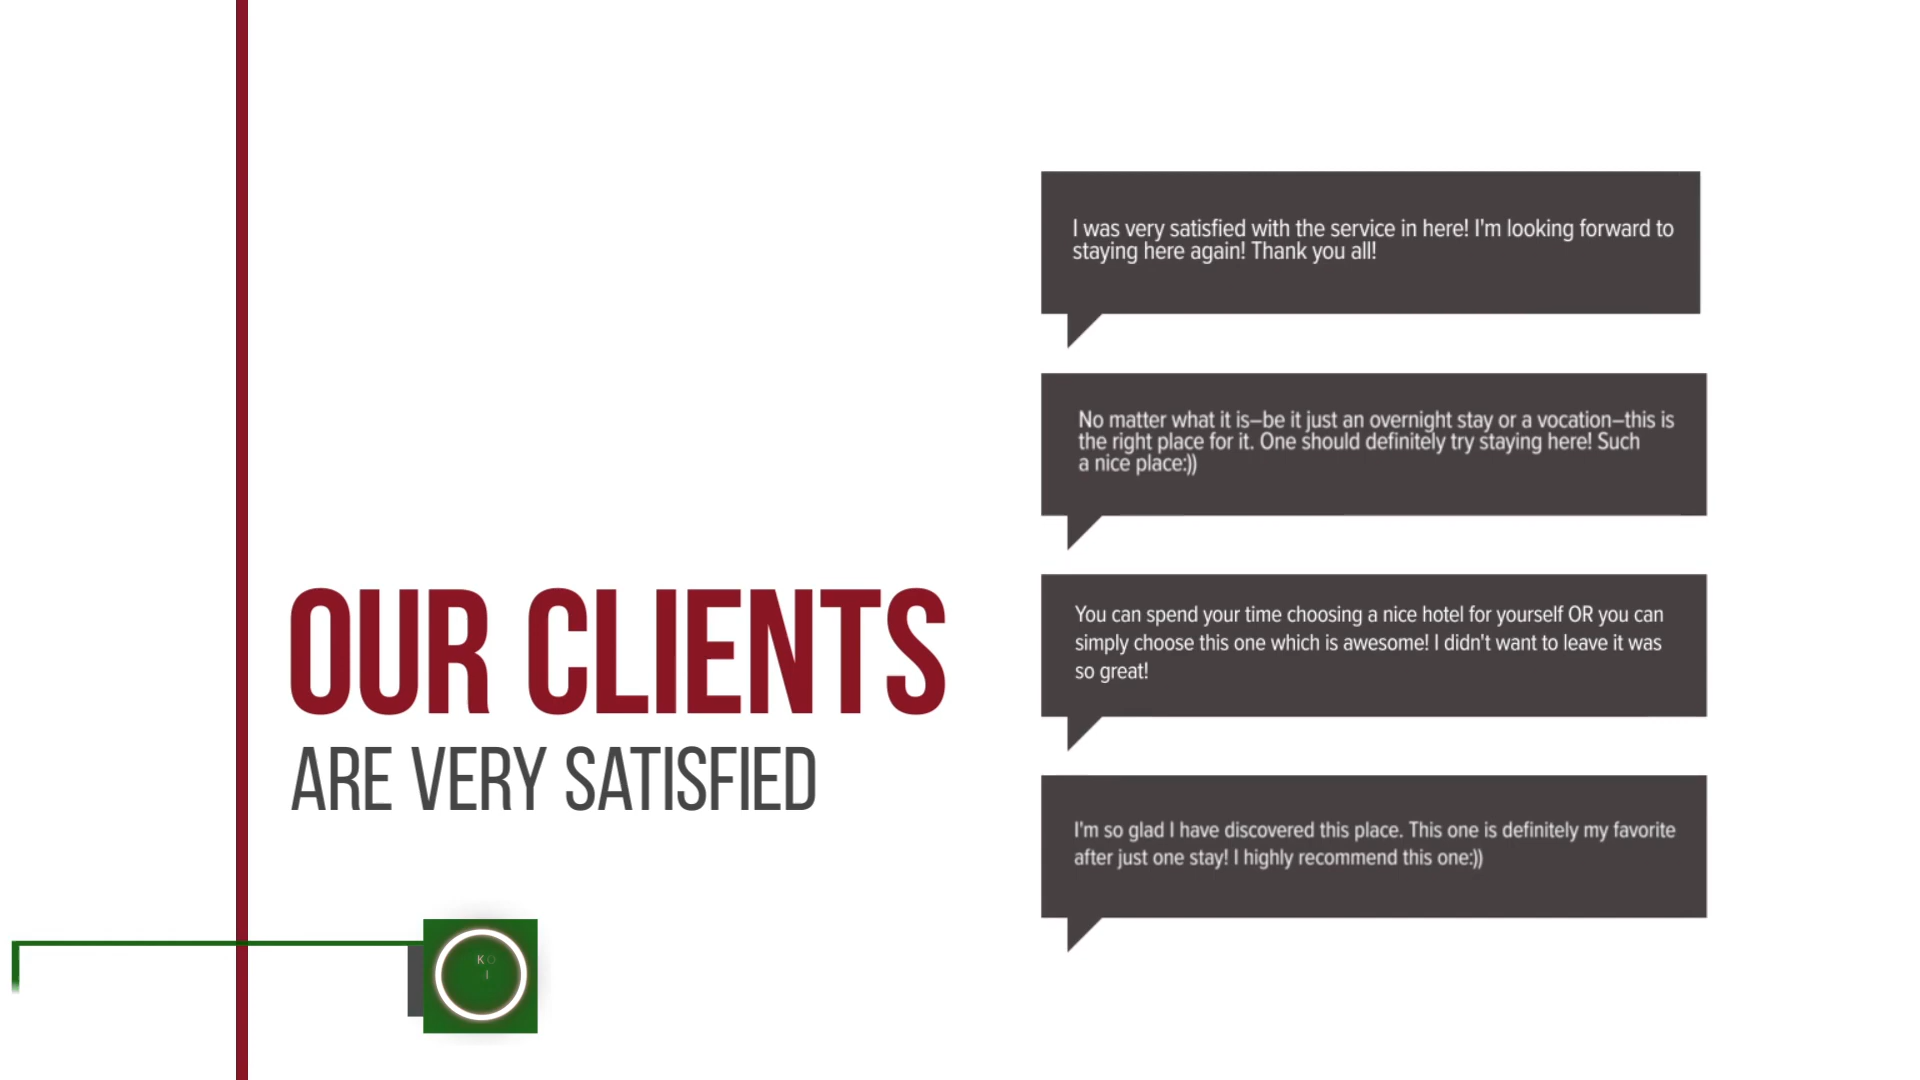 OUR CLIENTS
ARE VERY SATISFIED
I was very satisfied with the service in here! I'm looking forward to
staying here again! Thank you all!
No matter what it is–be it just an overnight stay or a vocation–this is
the right place for it. One should definitely try staying here! Such
a nice place:))
You can spend your time choosing a nice hotel for yourself OR you can
simply choose this one which is awesome! I didn't want to leave it was
so great!
I'm so glad I have discovered this place. This one is definitely my favorite
after just one stay! I highly recommend this one:))
K O
I